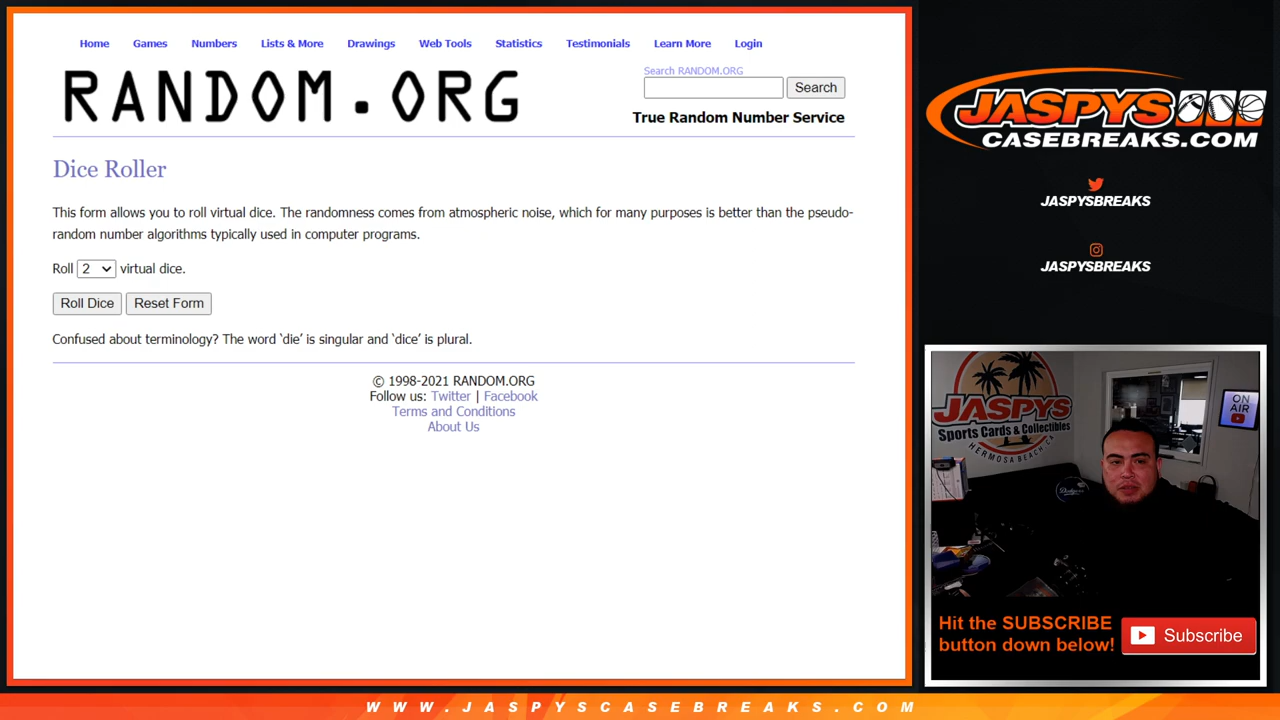 Home Games Numbers Lists & More Drawings Web Tools Statistics Testimonials Learn More Login
RANDOM.ORG
Search RANDOM.ORG
Search
True Random Number Service
Dice Roller
This form allows you to roll virtual dice. The randomness comes from atmospheric noise, which for many purposes is better than the pseudo-
random number algorithms typically used in computer programs.
Roll 2 virtual dice.
Roll Dice Reset Form
Confused about terminology? The word ‘die’ is singular and ‘dice’ is plural.
© 1998-2021 RANDOM.ORG
Follow us: Twitter | Facebook
Terms and Conditions
About Us
JASPYS
CASEBREAKS.COM
JASPYSBREAKS
JASPYSBREAKS
JASPYS
Sports Cards & Collectibles
HERMOSA BEACH, CA
ON
AIR
Dodgers
Hit the SUBSCRIBE
button down below!
Subscribe
WWW.JASPYSCASEBREAKS.COM